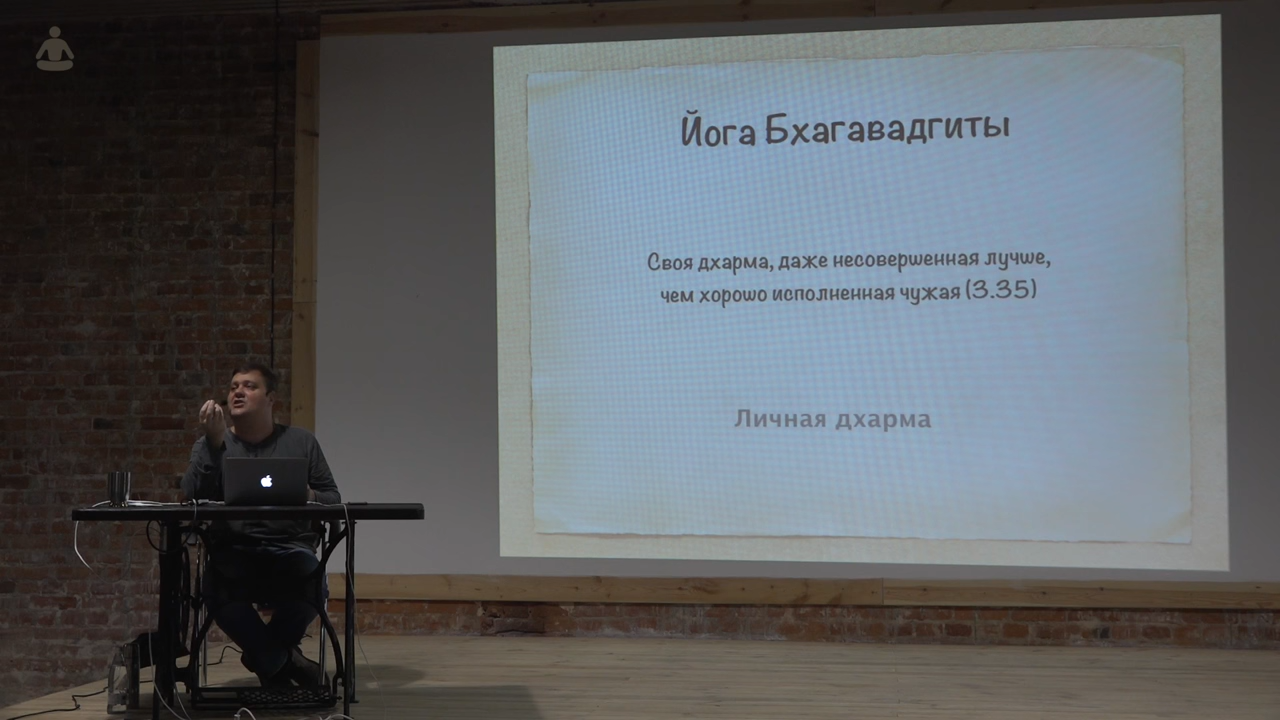 Йога Бхагавадгиты
Своя дхарма, даже несовершенная лучше,
чем хорошо исполненная чужая (3.35)
Личная дхарма